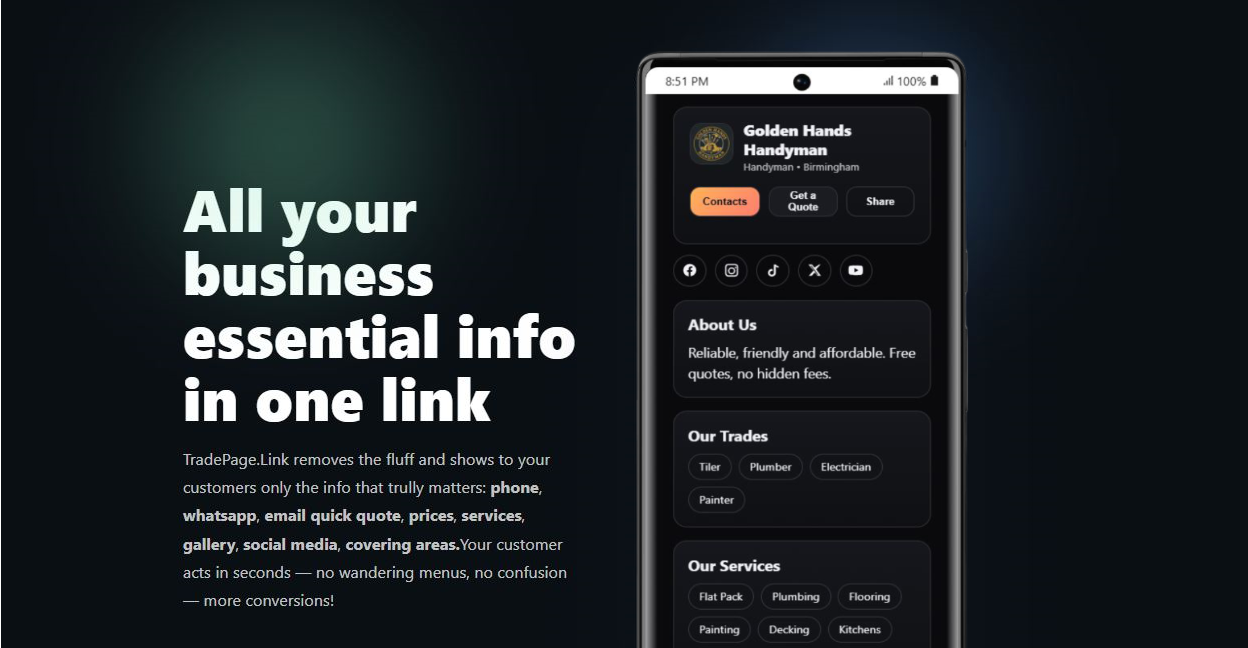 All your
business
essential info
in one link
TradePage.Link removes the fluff and shows to your
customers only the info that trully matters: phone,
whatsapp, email quick quote, prices, services,
gallery, social media, covering areas.Your customer
acts in seconds — no wandering menus, no confusion
— more conversions!
8:51 PM
100%
Golden Hands
Handyman
Handyman • Birmingham
Contacts
Get a
Quote
Share
About Us
Reliable, friendly and affordable. Free
quotes, no hidden fees.
Our Trades
Tiler Plumber Electrician
Painter
Our Services
Flat Pack Plumbing Flooring
Painting Decking Kitchens